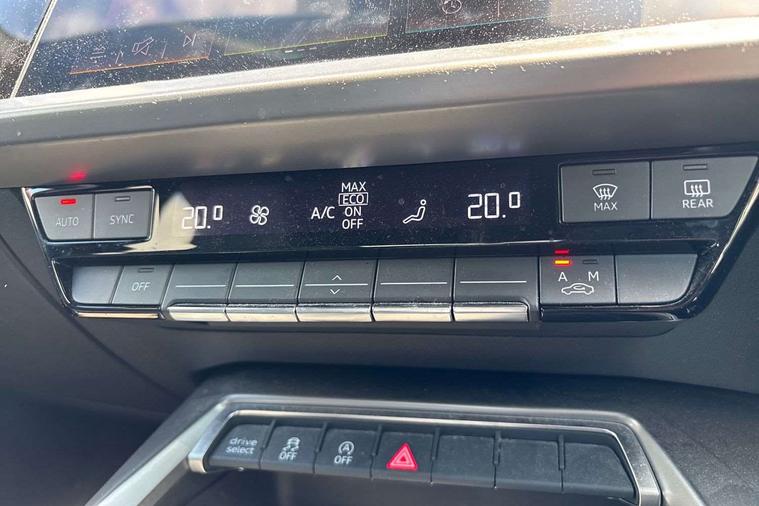 AUTO SYNC 20.0 A/C MAX
ECO
ON
OFF 20.0 MAX REAR
OFF A M
drive
select OFF A OFF